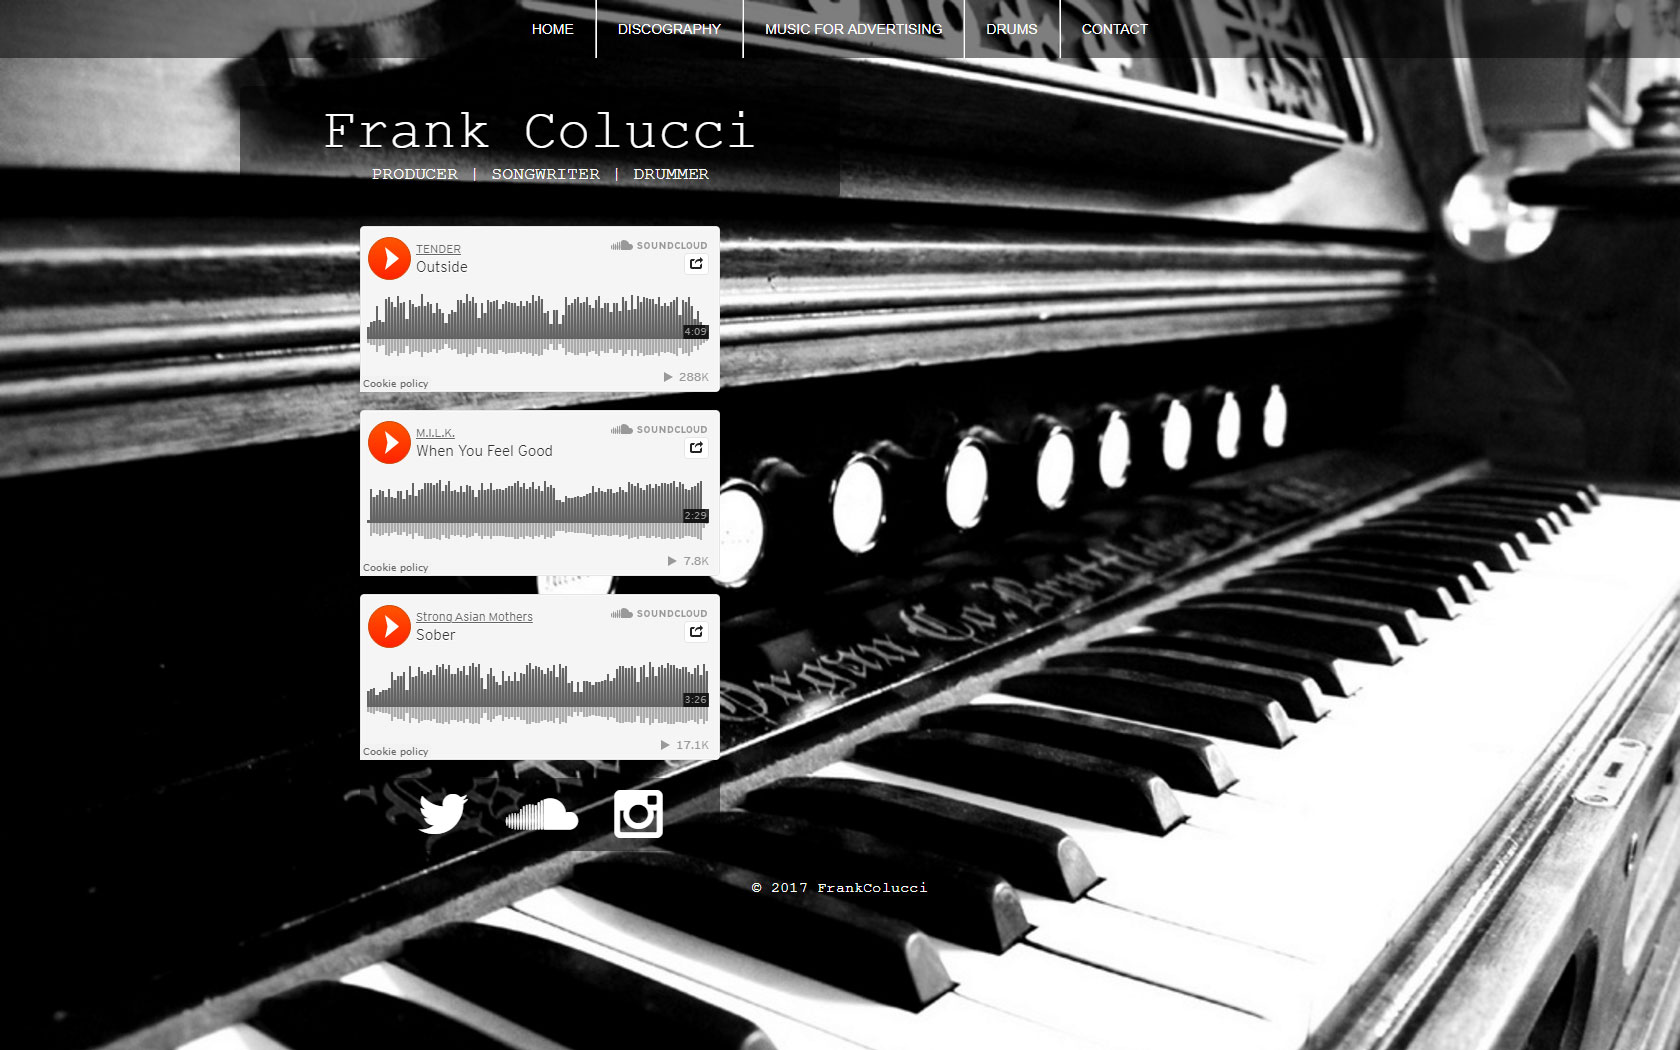 HOME
DISCOGRAPHY
MUSIC FOR ADVERTISING
DRUMS
CONTACT
Frank Colucci
PRODUCER | SONGWRITER | DRUMMER
TENDER
SOUNDCLOUD
Outside
4:09
288K
Cookie policy
M.I.L.K.
SOUNDCLOUD
When You Feel Good
2:29
7.8K
Cookie policy
Strong Asian Mothers
SOUNDCLOUD
Sober
3:26
17.1K
Cookie policy
Organ Co.
© 2017 FrankColucci